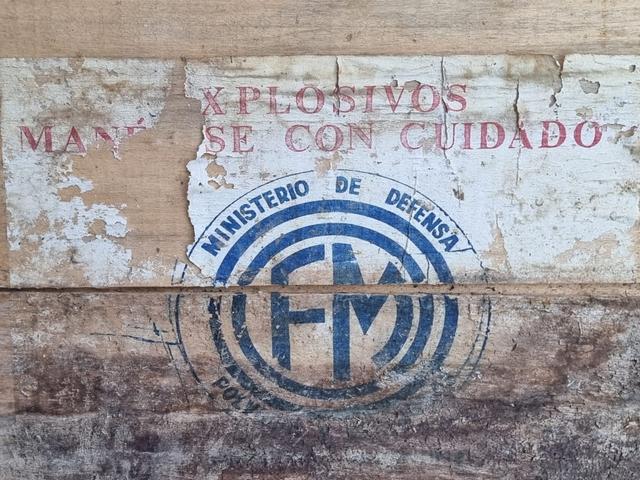 XPLOSIVOS
MANÉ SE CON CUIDADO
MINISTERIO DE DEFENSA
FM